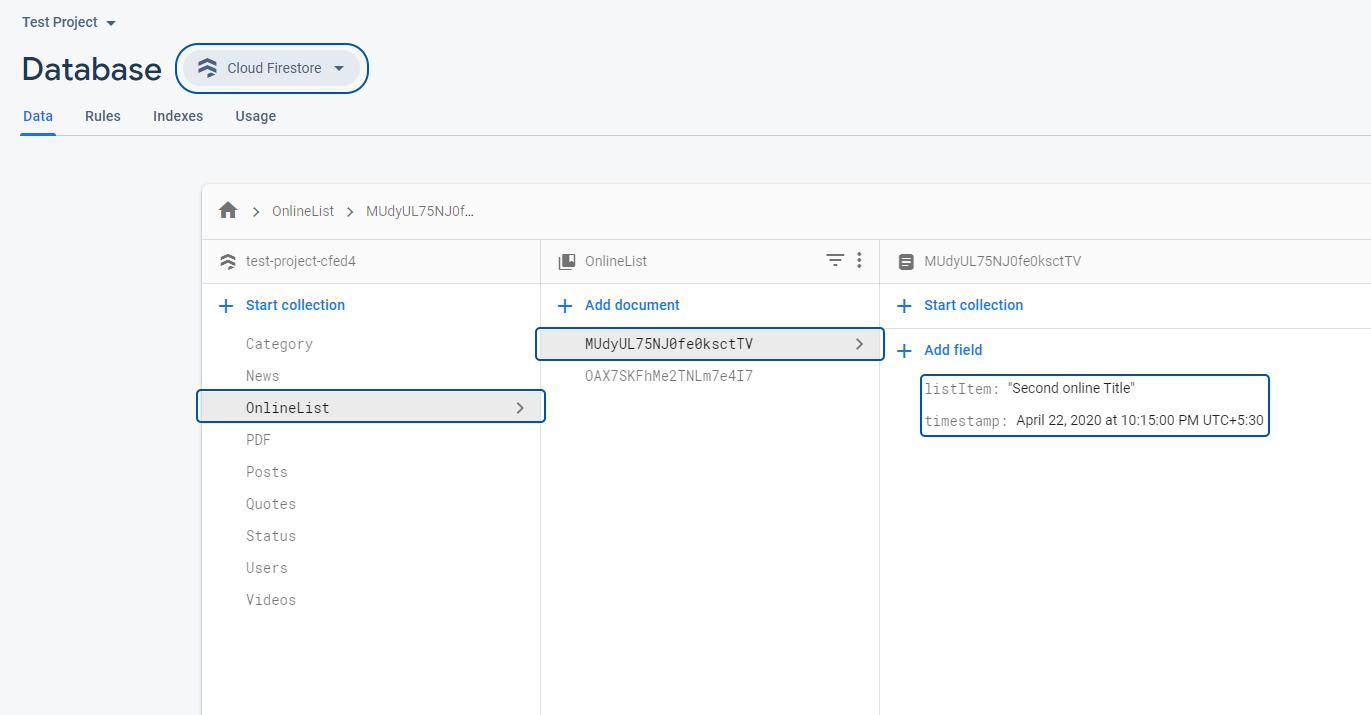 Test Project
Database
Cloud Firestore
Data Rules Indexes Usage
OnlineList MUdyUL75NJ0f...
test-project-cfed4
Start collection
Category
News
OnlineList
PDF
Posts
Quotes
Status
Users
Videos
OnlineList
Add document
MUdyUL75NJ0fe0ksctTV
OAX7SKFhMe2TNLm7e4I7
MUdyUL75NJ0fe0ksctTV
Start collection
Add field
listItem: "Second online Title"
timestamp: April 22, 2020 at 10:15:00 PM UTC+5:30